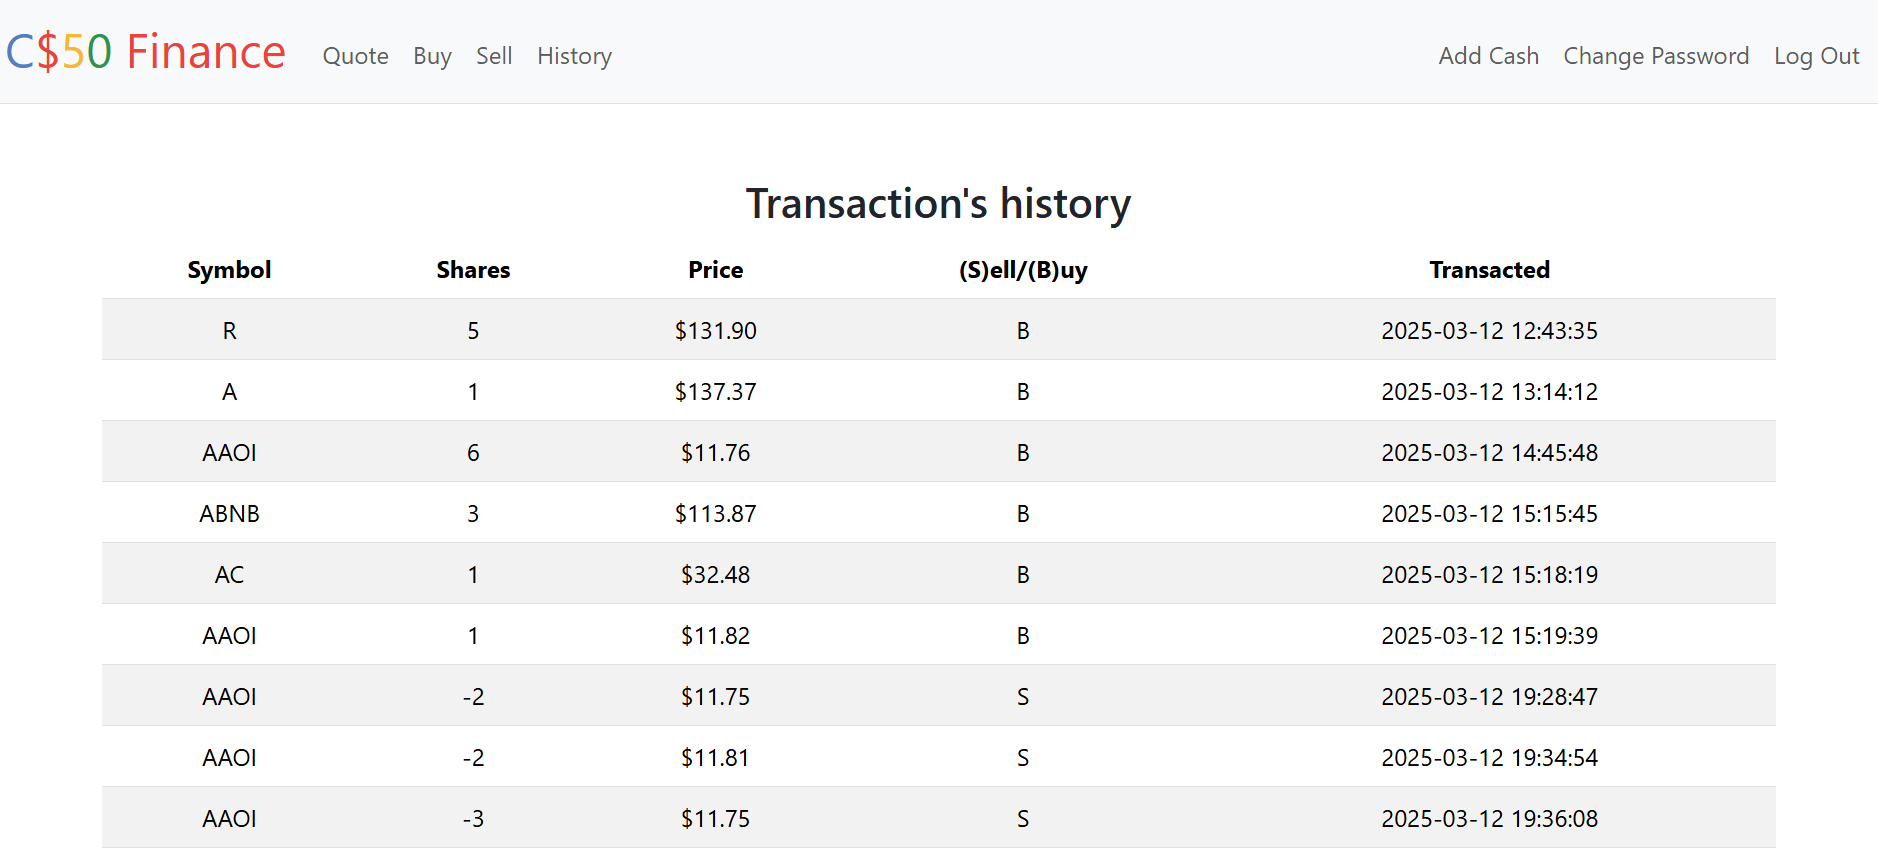 C$50 Finance Quote Buy Sell History Add Cash Change Password Log Out
Transaction's history
Symbol Shares Price (S)ell/(B)uy Transacted
R 5 $131.90 B 2025-03-12 12:43:35
A 1 $137.37 B 2025-03-12 13:14:12
AAOI 6 $11.76 B 2025-03-12 14:45:48
ABNB 3 $113.87 B 2025-03-12 15:15:45
AC 1 $32.48 B 2025-03-12 15:18:19
AAOI 1 $11.82 B 2025-03-12 15:19:39
AAOI -2 $11.75 S 2025-03-12 19:28:47
AAOI -2 $11.81 S 2025-03-12 19:34:54
AAOI -3 $11.75 S 2025-03-12 19:36:08